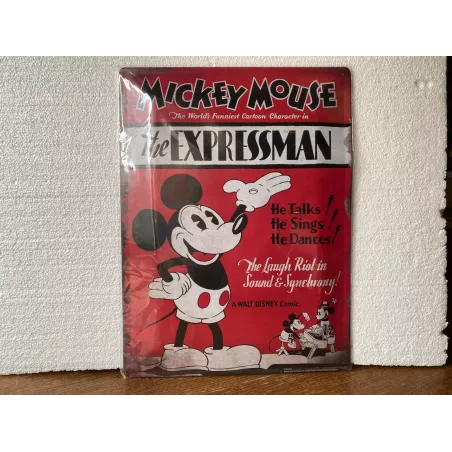 MICKEY MOUSE
The World's Funniest Cartoon Character in
the EXPRESSMAN
He Talks!
He Sings!
He Dances!
The Laugh Riot in
Sound & Synchrony!
A WALT DISNEY Comic